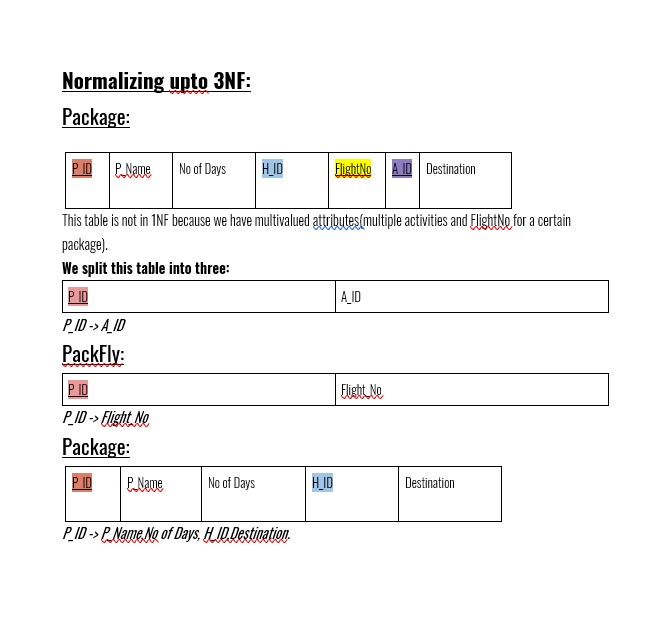 Normalizing upto 3NF:
Package:
P_ID P_Name No of Days H_ID FlightNo A_ID Destination
This table is not in 1NF because we have multivalued attributes(multiple activities and FlightNo for a certain
package).
We split this table into three:
P_ID A_ID
P_ID -> A_ID
PackFly:
P_ID Flight_No
P_ID -> Flight_No
Package:
P_ID P_Name No of Days H_ID Destination
P_ID -> P_Name,No of Days, H_ID,Destination.